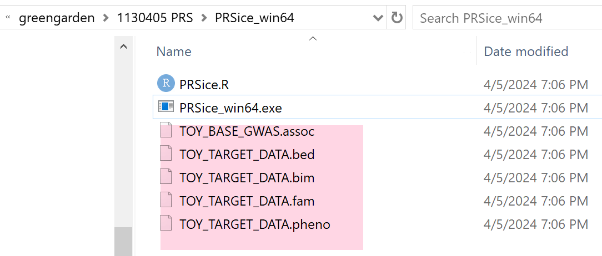 « greengarden > 1130405 PRS > PRSice_win64 Search PRSice_win64
Name Date modified
R PRSice.R 4/5/2024 7:06 PM
PRSice_win64.exe 4/5/2024 7:06 PM
TOY_BASE_GWAS.assoc 4/5/2024 7:06 PM
TOY_TARGET_DATA.bed 4/5/2024 7:06 PM
TOY_TARGET_DATA.bim 4/5/2024 7:06 PM
TOY_TARGET_DATA.fam 4/5/2024 7:06 PM
TOY_TARGET_DATA.pheno 4/5/2024 7:06 PM